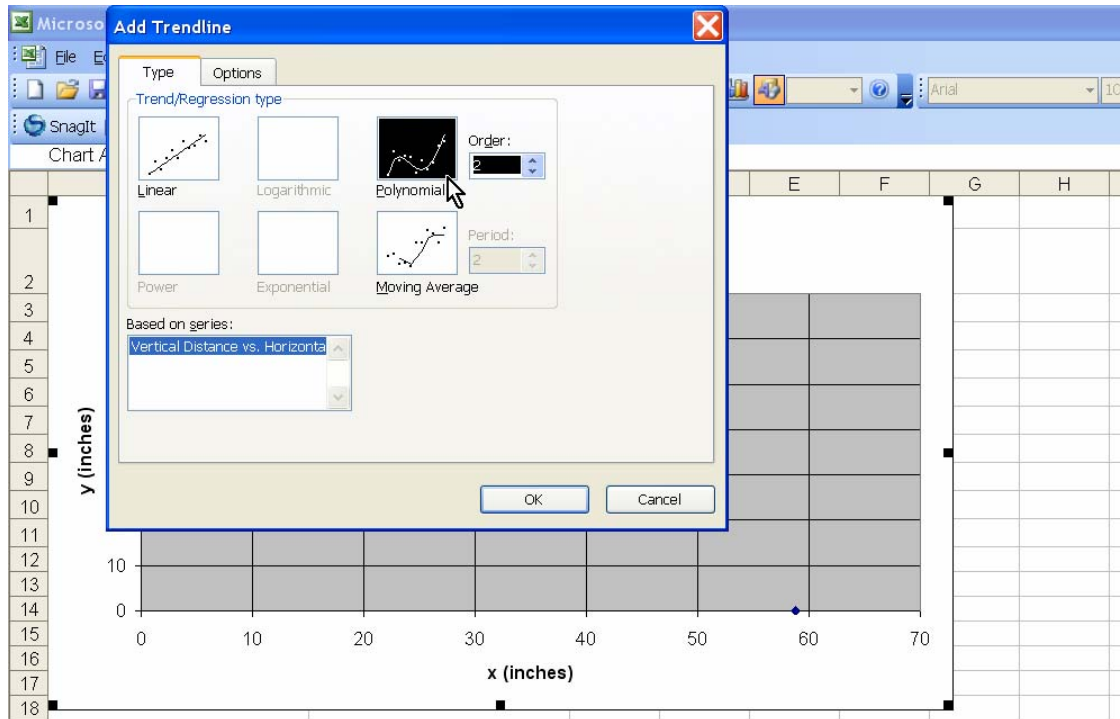 Microso
Add Trendline
File
Type
Options
Trend/Regression type
Arial
10
SnagIt
Chart A
Order:
2
Linear
Logarithmic
Polynomial
Period:
2
Power
Exponential
Moving Average
Based on series:
Vertical Distance vs. Horizonta
OK
Cancel
E
F
G
H
1
2
3
4
5
6
7
8
9
10
11
12
13
14
15
16
17
18
y (inches)
10
0
0
10
20
30
40
50
60
70
x (inches)